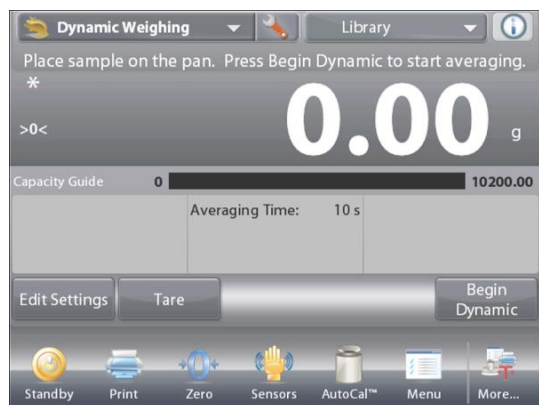 Dynamic Weighing Library
Place sample on the pan. Press Begin Dynamic to start averaging.
*
>0<
0.00 g
Capacity Guide 0 10200.00
Averaging Time: 10 s
Edit Settings Tare Begin Dynamic
Standby Print Zero Sensors AutoCal™ Menu More...